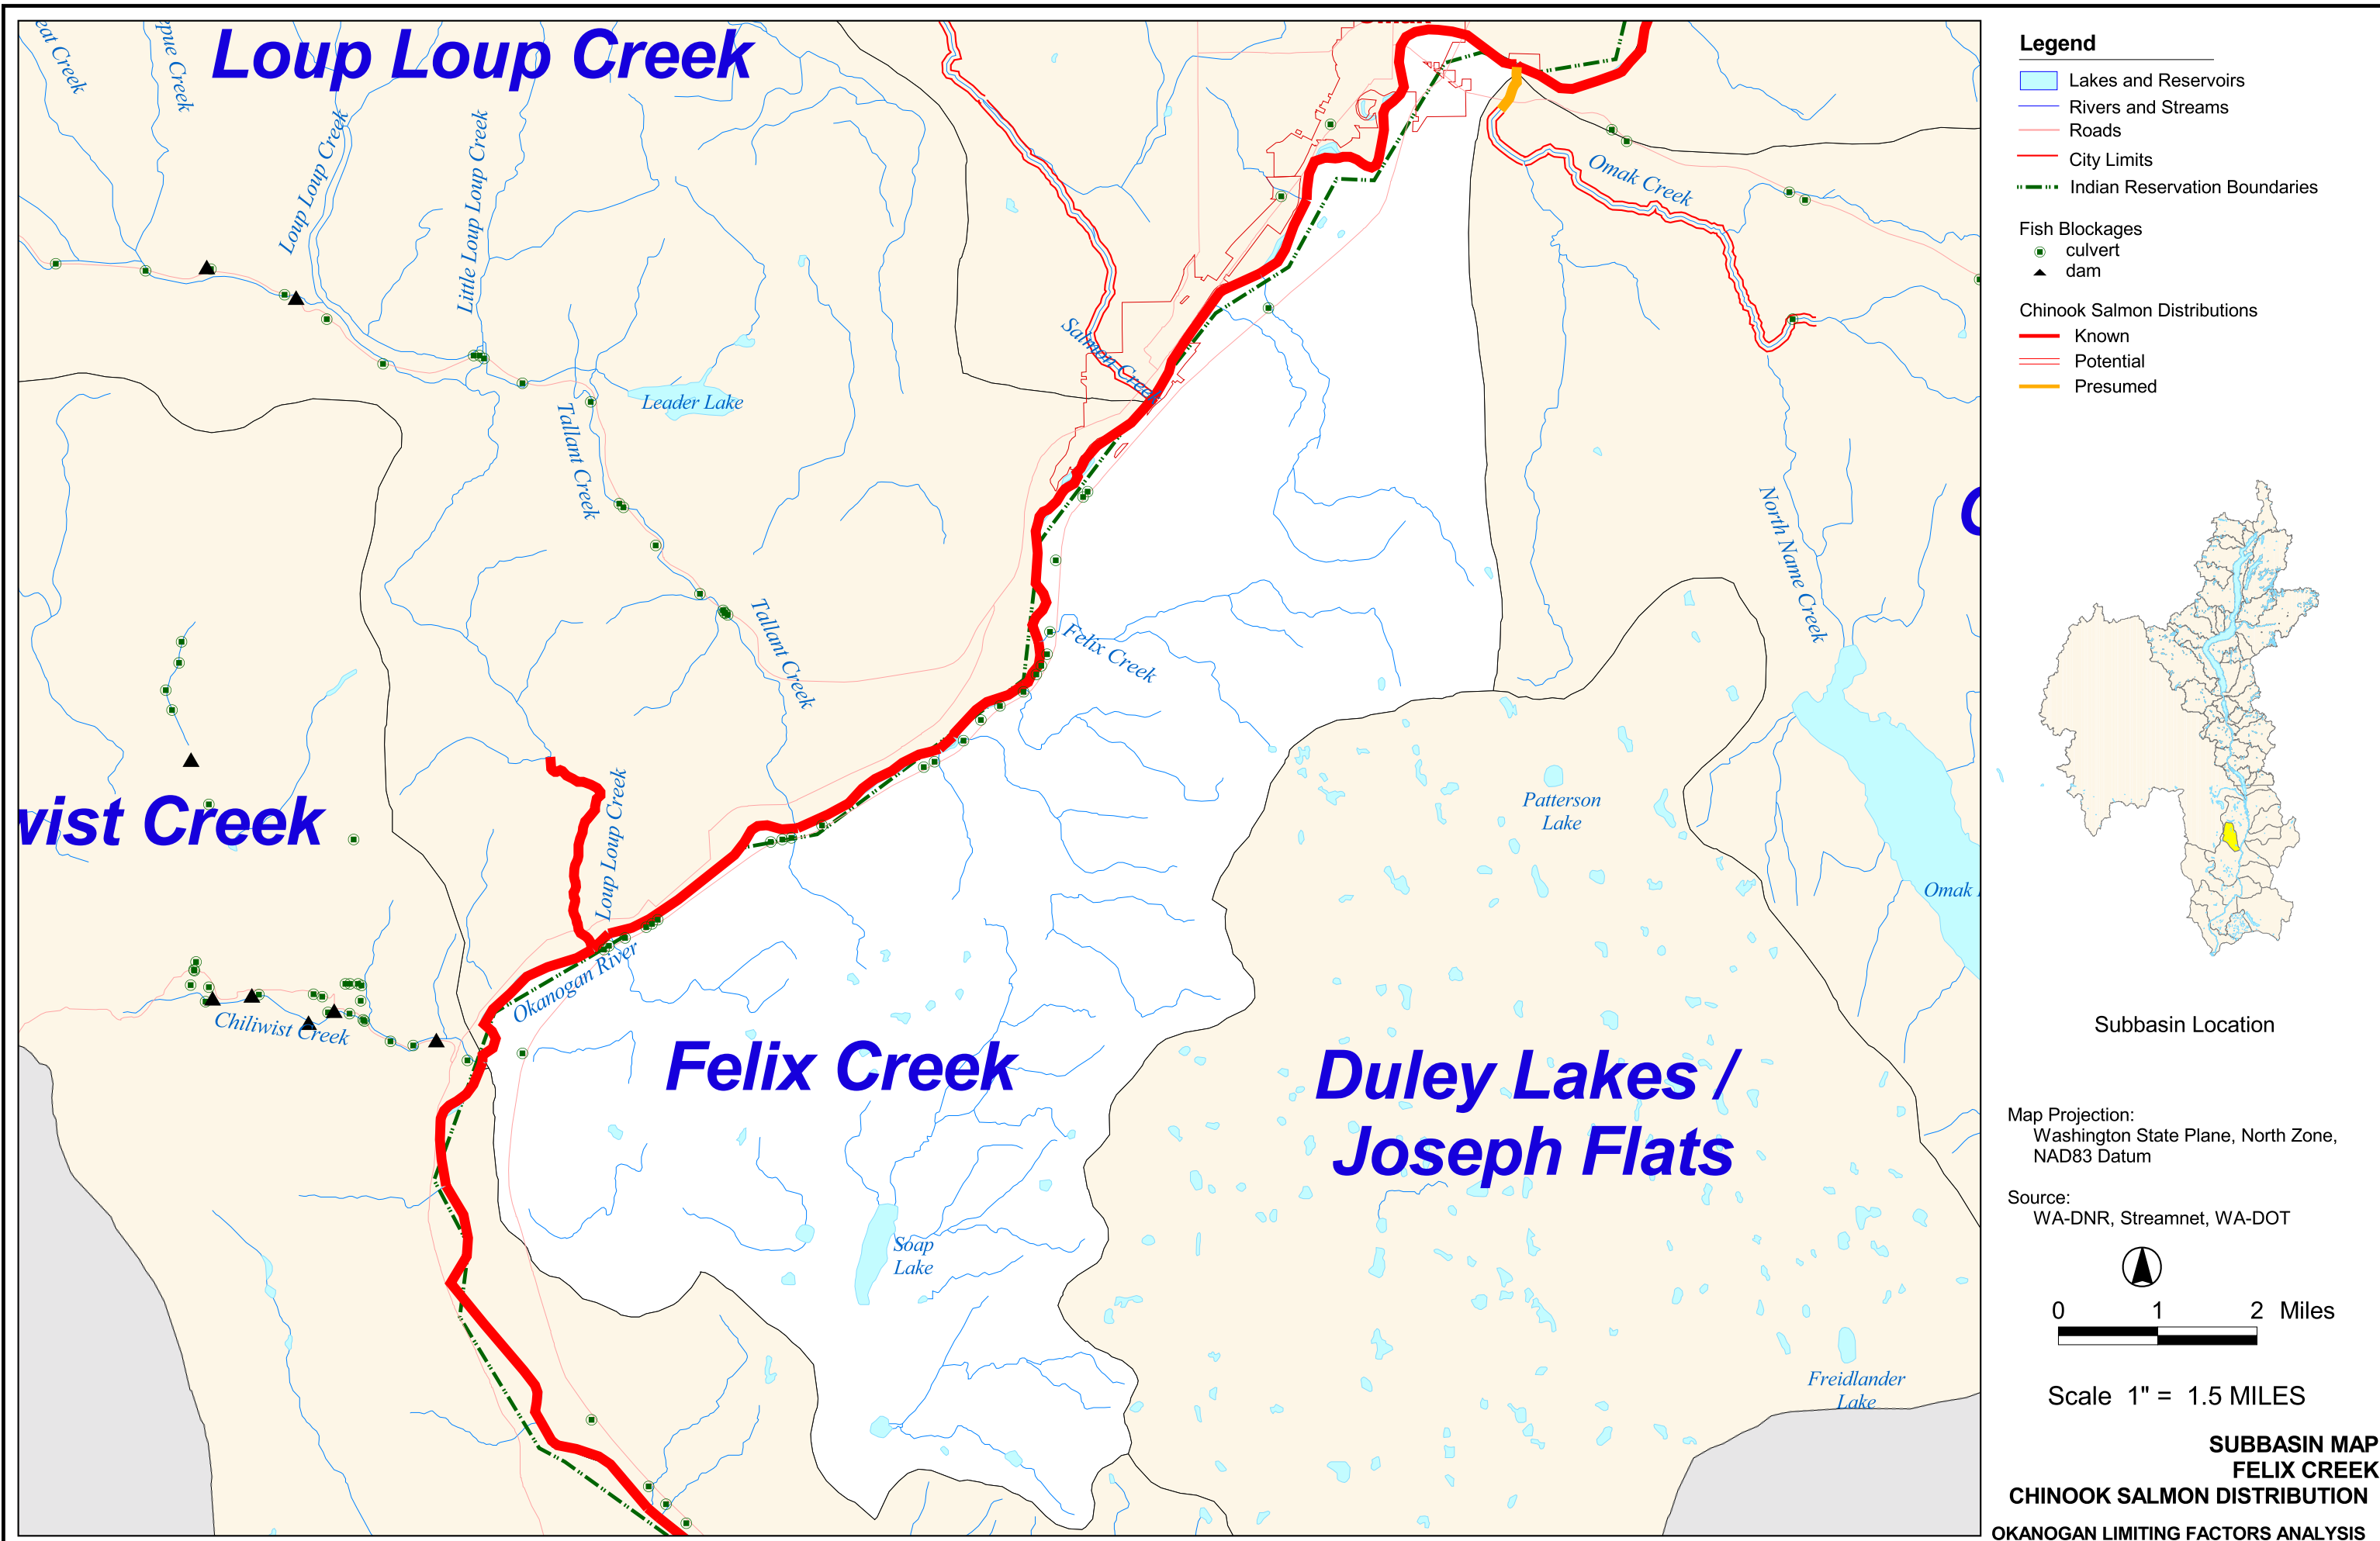 Loup Loup Creek
Loup Loup Creek
Little Loup Loup Creek
Leader Lake
Tallant Creek
Tallant Creek
Salmon Creek
Omak Creek
North Name Creek
Felix Creek
Loup Loup Creek
Okanogan River
Chiliwist Creek
wist Creek
Patterson
Lake
Omak
Felix Creek
Soap
Lake
Duley Lakes /
Joseph Flats
Freidlander
Lake
Legend
Lakes and Reservoirs
Rivers and Streams
Roads
City Limits
Indian Reservation Boundaries
Fish Blockages
culvert
dam
Chinook Salmon Distributions
Known
Potential
Presumed
Subbasin Location
Map Projection:
Washington State Plane, North Zone,
NAD83 Datum
Source:
WA-DNR, Streamnet, WA-DOT
0 1 2 Miles
Scale 1" = 1.5 MILES
SUBBASIN MAP
FELIX CREEK
CHINOOK SALMON DISTRIBUTION
OKANOGAN LIMITING FACTORS ANALYSIS